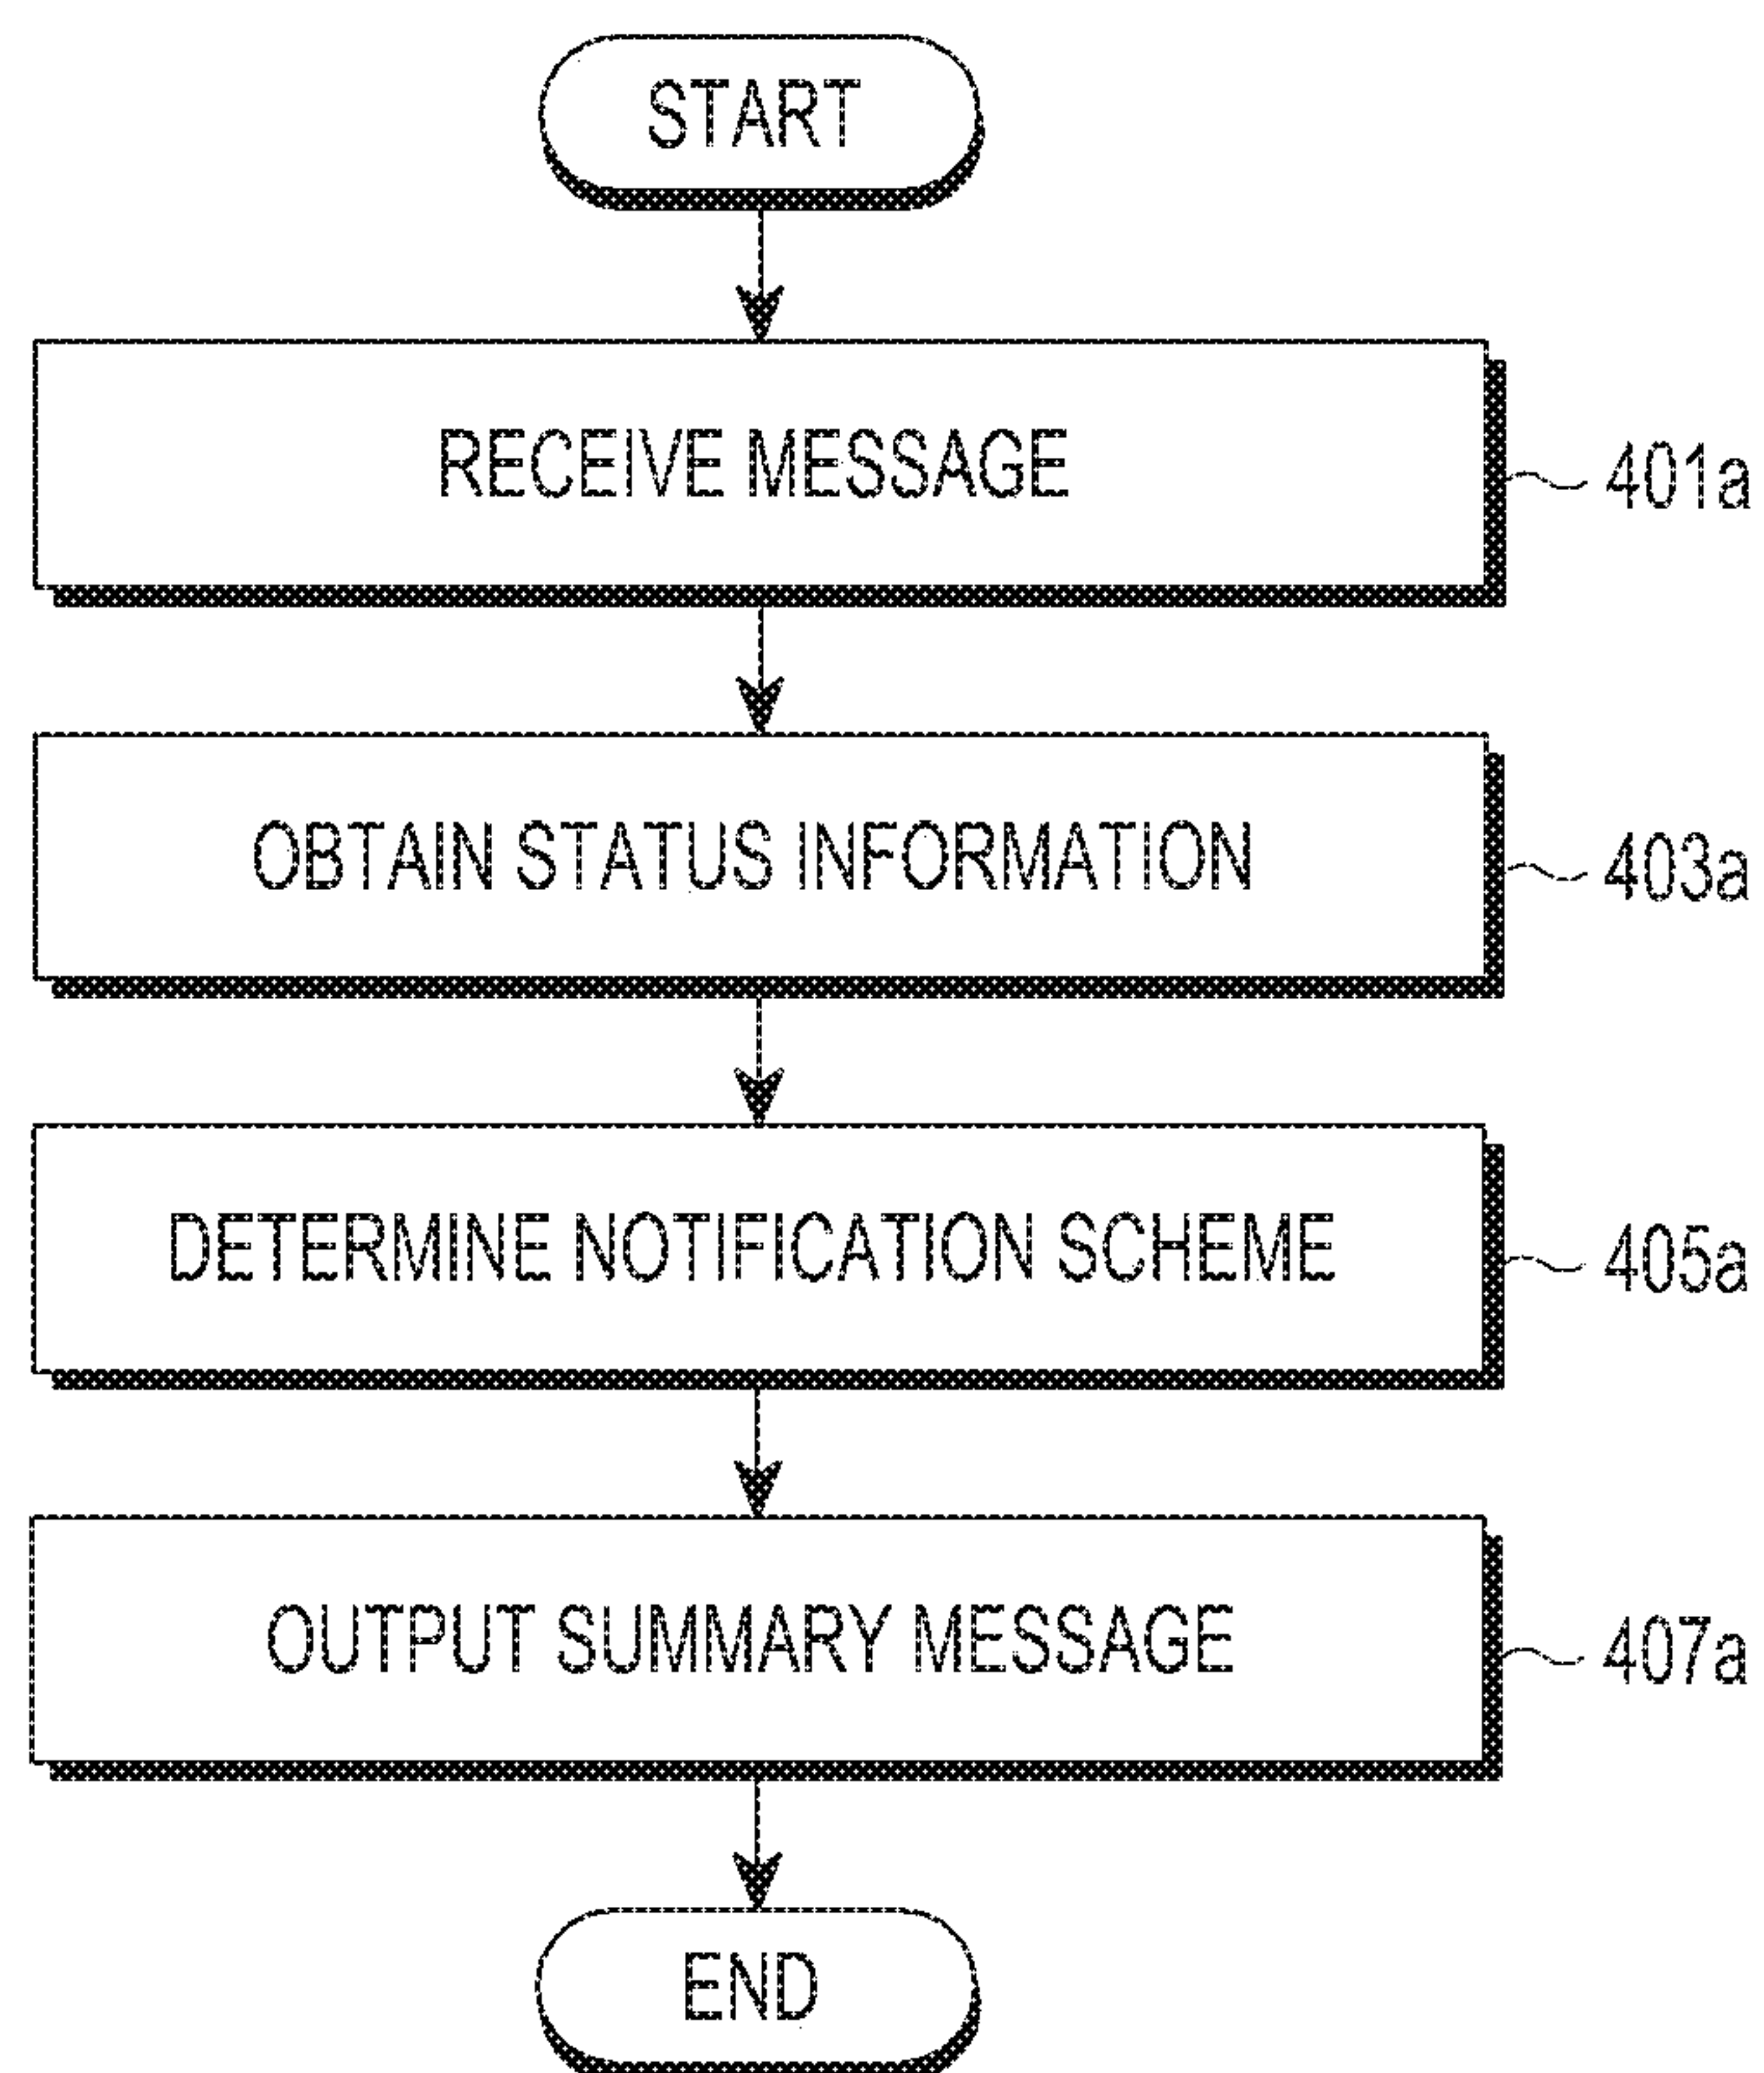 START
RECEIVE MESSAGE
401a
OBTAIN STATUS INFORMATION
403a
DETERMINE NOTIFICATION SCHEME
405a
OUTPUT SUMMARY MESSAGE
407a
END